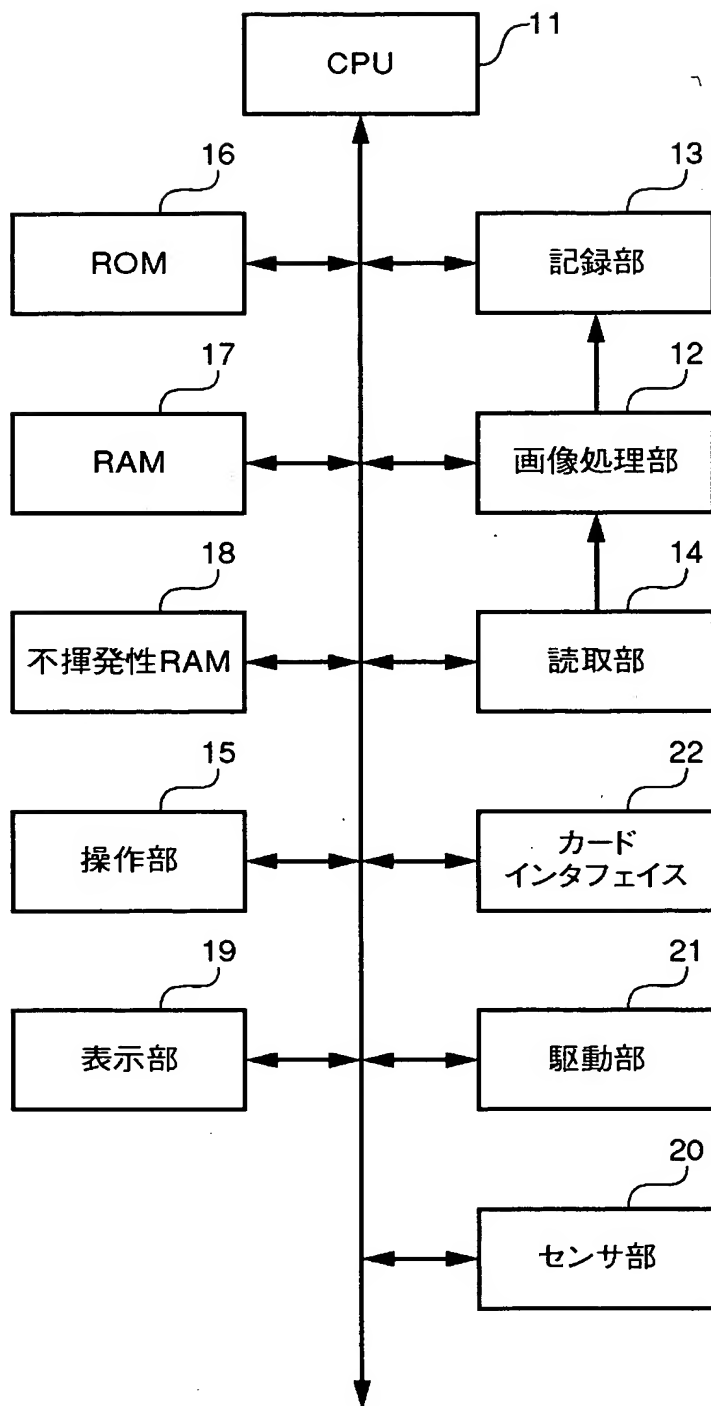 11
CPU
16
ROM
13
記録部
17
RAM
12
画像処理部
18
不揮発性RAM
14
読取部
15
操作部
22
カード
インタフェイス
19
表示部
21
駆動部
20
センサ部